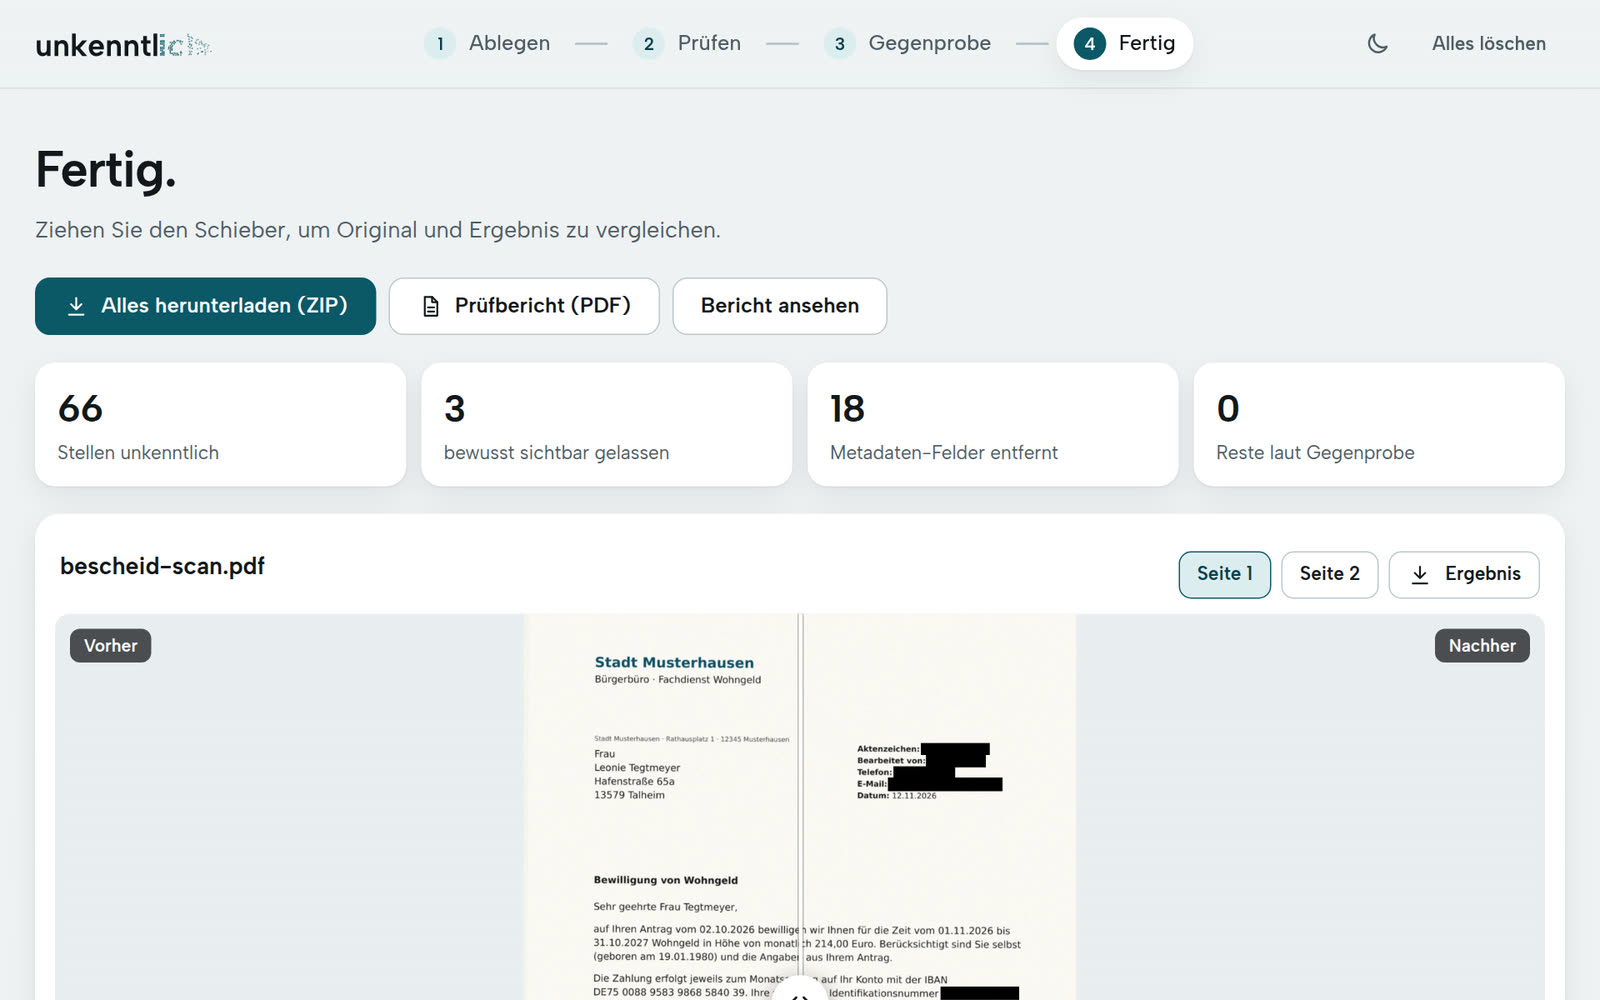 unkenntlich
1 Ablegen
2 Prüfen
3 Gegenprobe
4 Fertig
Alles löschen
Fertig.
Ziehen Sie den Schieber, um Original und Ergebnis zu vergleichen.
Alles herunterladen (ZIP)
Prüfbericht (PDF)
Bericht ansehen
66
Stellen unkenntlich
3
bewusst sichtbar gelassen
18
Metadaten-Felder entfernt
0
Reste laut Gegenprobe
bescheid-scan.pdf
Seite 1
Seite 2
Ergebnis
Vorher
Nachher
Stadt Musterhausen
Bürgerbüro · Fachdienst Wohngeld
Stadt Musterhausen · Rathausplatz 1 · 12345 Musterhausen
Frau
Leonie Tegtmeyer
Hafenstraße 65a
13579 Talheim
Aktenzeichen:
Bearbeitet von:
Telefon:
E-Mail:
Datum: 12.11.2026
Bewilligung von Wohngeld
Sehr geehrte Frau Tegtmeyer,
auf Ihren Antrag vom 02.10.2026 bewilligen wir Ihnen für die Zeit vom 01.11.2026 bis
31.10.2027 Wohngeld in Höhe von monatlich 214,00 Euro. Berücksichtigt sind Sie selbst
(geboren am 19.01.1980) und die Angaben aus Ihrem Antrag.
Die Zahlung erfolgt jeweils zum auf Ihr Konto mit der IBAN
DE75 0088 9583 9868 5840 39. Ihre Identifikationsnummer